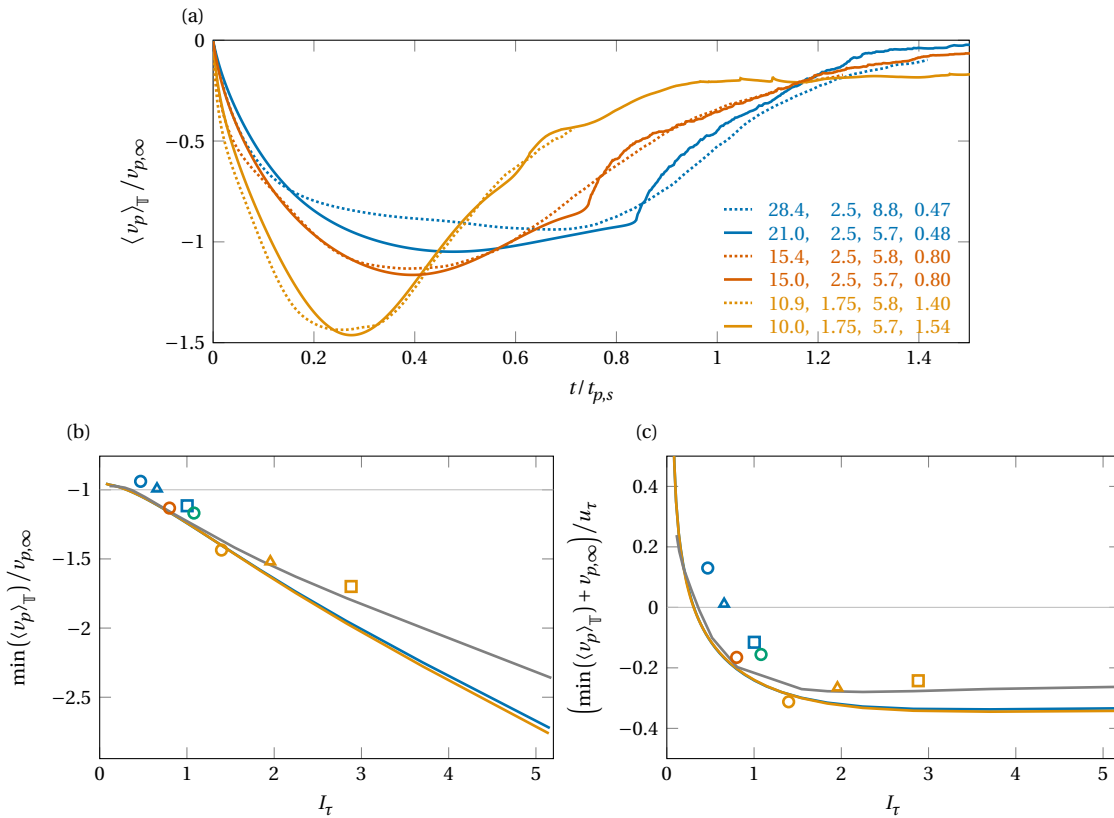 (a)
⟨v_p⟩_𝕋 / v_{p,∞}
0
−0.5
−1
−1.5
0 0.2 0.4 0.6 0.8 1 1.2 1.4
t / t_{p,s}
28.4, 2.5, 8.8, 0.47
21.0, 2.5, 5.7, 0.48
15.4, 2.5, 5.8, 0.80
15.0, 2.5, 5.7, 0.80
10.9, 1.75, 5.8, 1.40
10.0, 1.75, 5.7, 1.54
(b)
min(⟨v_p⟩_𝕋) / v_{p,∞}
−1
−1.5
−2
−2.5
0 1 2 3 4 5
I_τ
(c)
(min(⟨v_p⟩_𝕋) + v_{p,∞}) / u_τ
0.4
0.2
0
−0.2
−0.4
0 1 2 3 4 5
I_τ